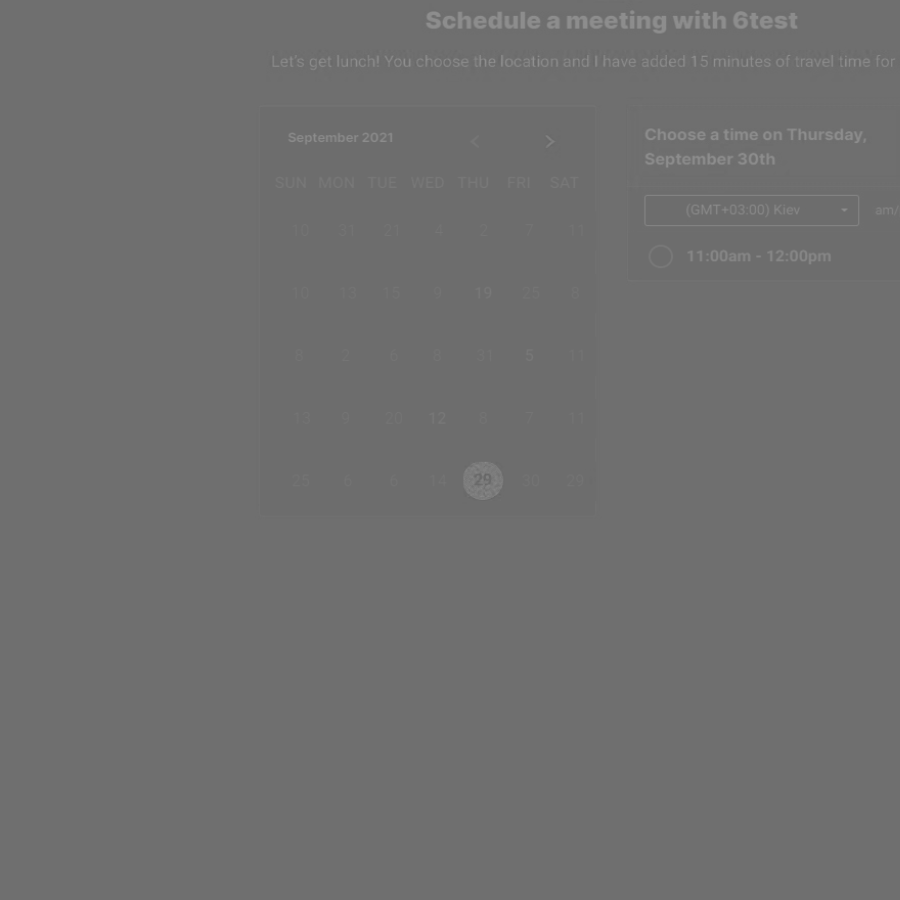 Schedule a meeting with 6test
Let's get lunch! You choose the location and I have added 15 minutes of travel time for
September 2021 < >
SUN MON TUE WED THU FRI SAT
10 31 21 4 2 7 11
10 18 15 9 19 25 8
8 2 6 9 31 5 11
13 9 20 12 8 7 11
25 6 6 14 29 30 29
Choose a time on Thursday,
September 30th
(GMT+03:00) Kiev am/
11:00am - 12:00pm